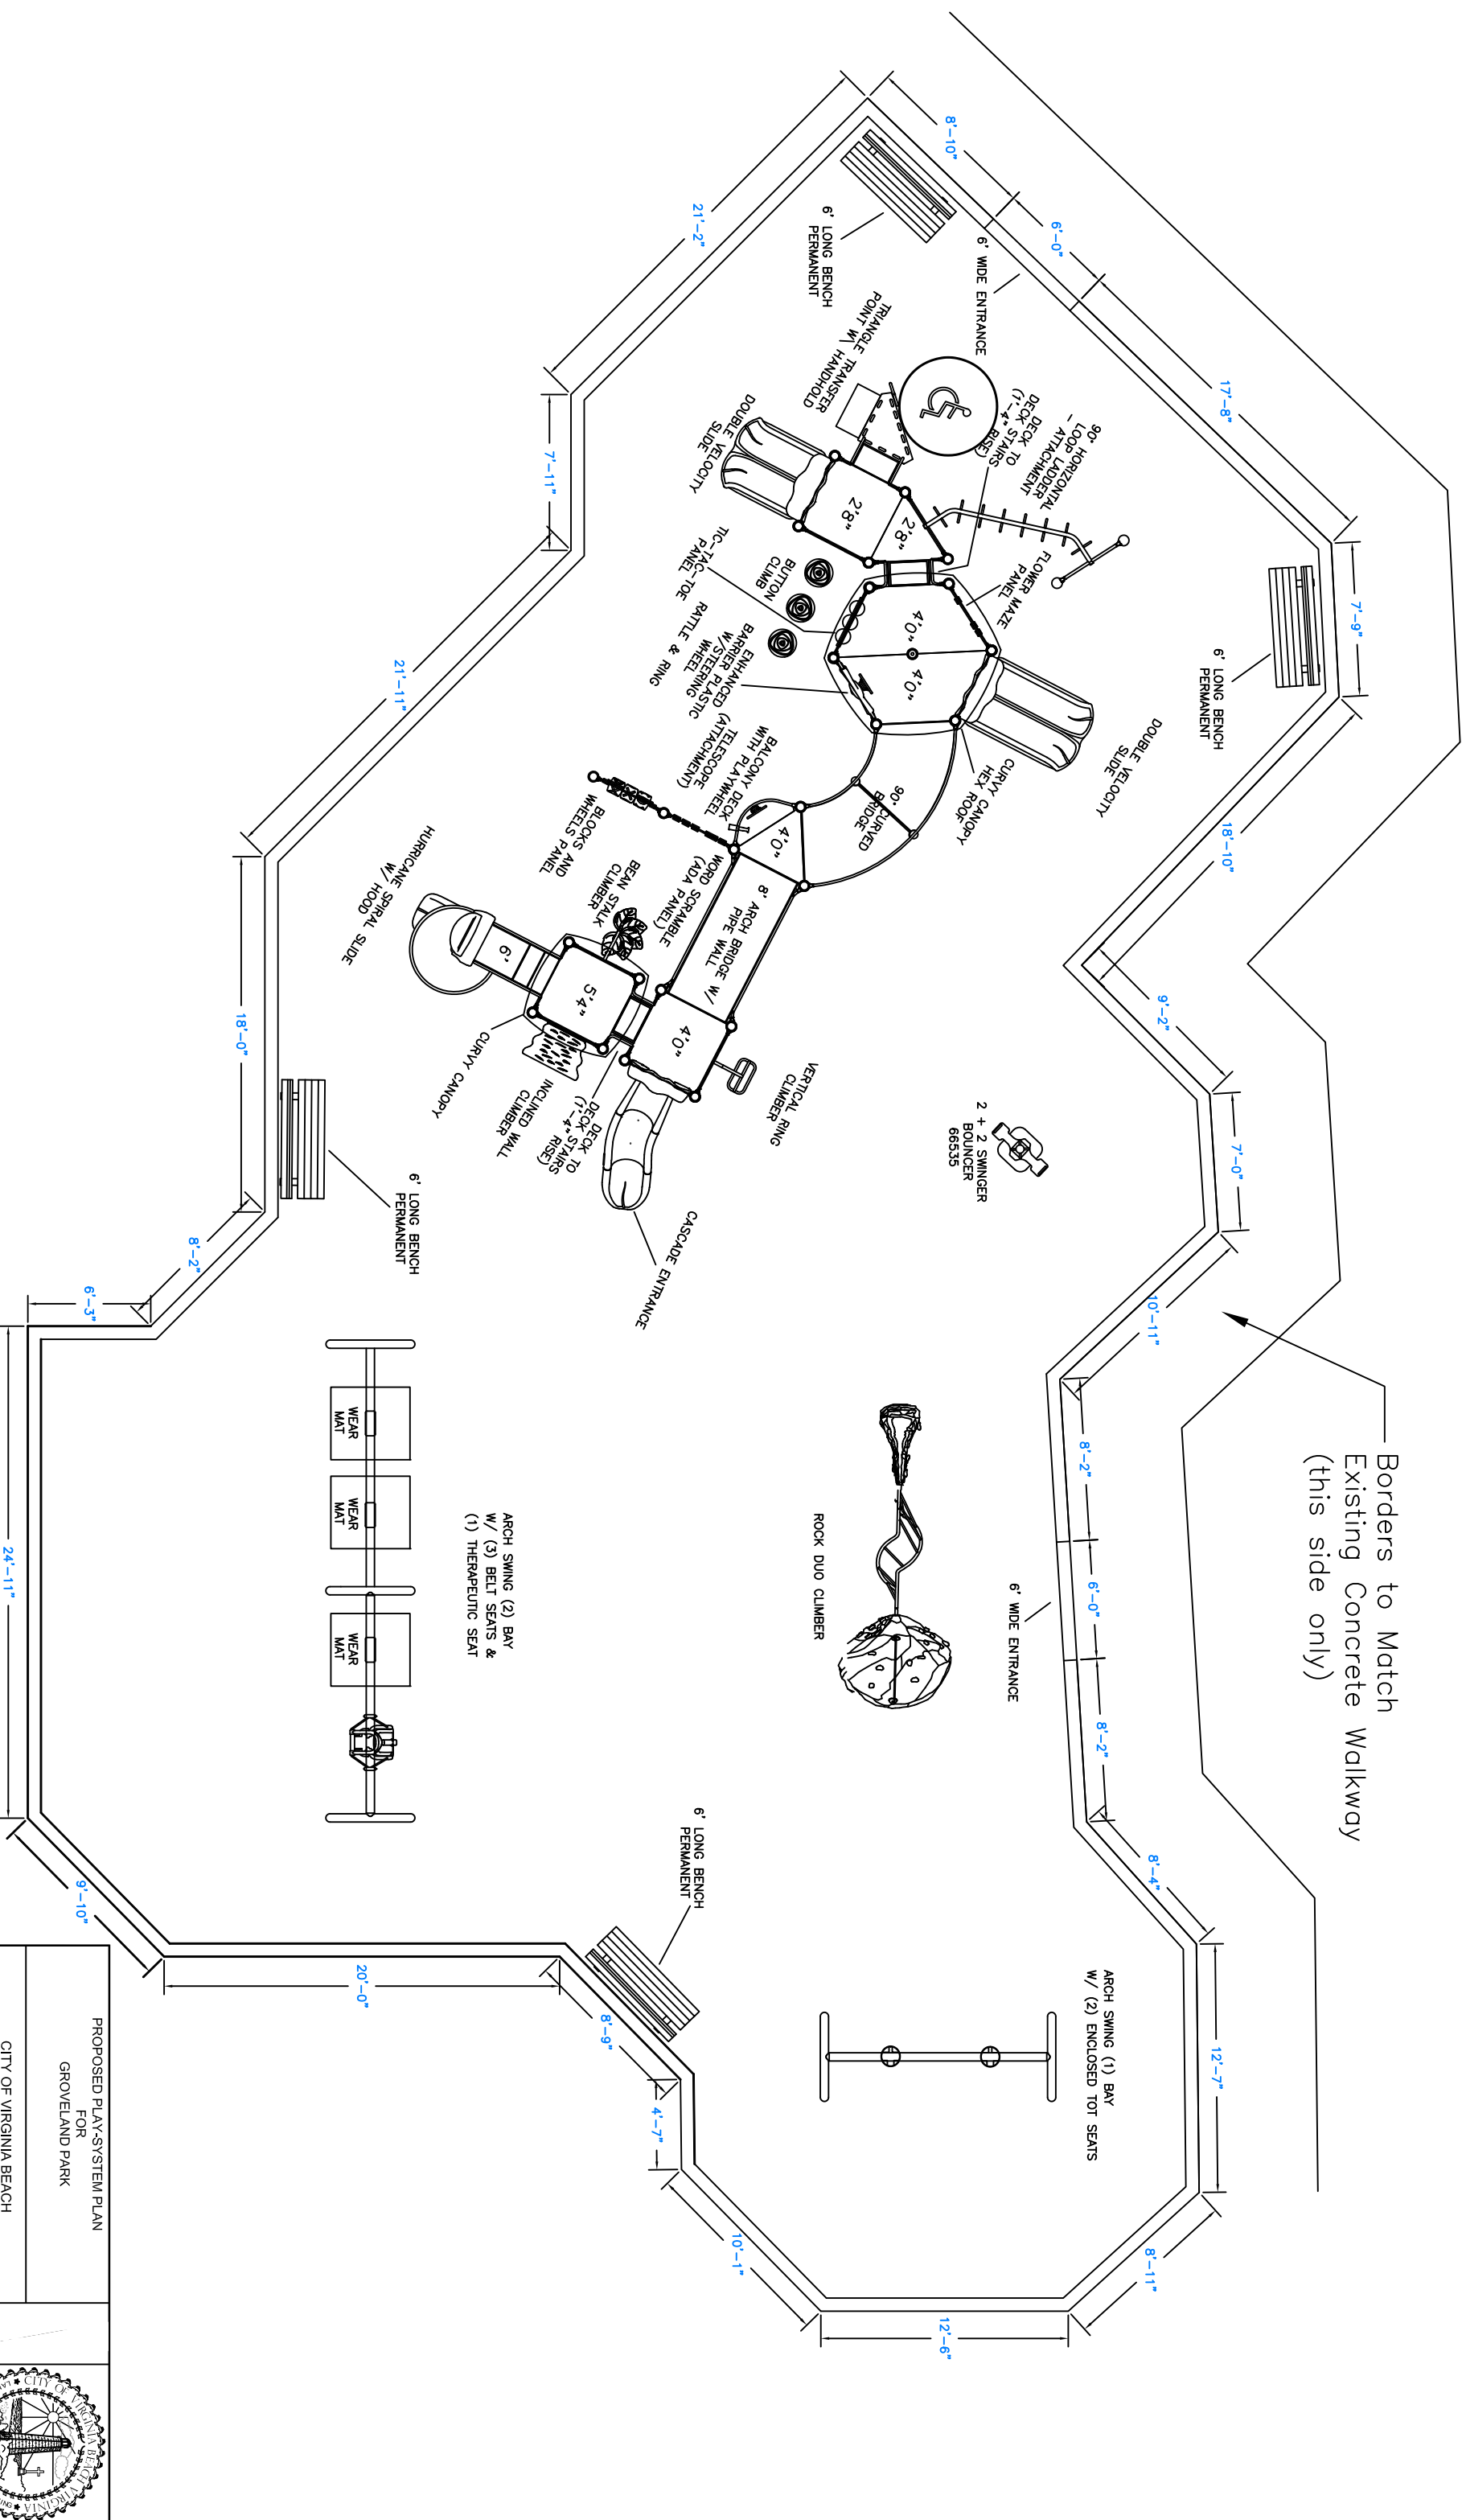 Borders to Match
Existing Concrete Walkway
(this side only)
8'-10"
6'-0"
17'-8"
7'-9"
18'-10"
9'-2"
7'-0"
10'-11"
8'-2"
6'-0"
8'-2"
8'-4"
12'-7"
8'-11"
12'-6"
10'-1"
4'-7"
8'-9"
20'-0"
9'-10"
24'-11"
6'-3"
8'-2"
18'-0"
21'-11"
7'-11"
21'-2"
6' LONG BENCH
PERMANENT
6' WIDE ENTRANCE
TRIANGLE TRANSFER
POINT W/ HANDHOLD
DOUBLE VELOCITY
SLIDE
DECK TO
DECK STAIRS
(1'-4" RISE)
90' HORIZONTAL
LOOP LADDER
- ATTACHMENT
FLOWER MAZE
PANEL
2'8"
2'8"
TIC-TAC-TOE
PANEL
BUTTON
CLIMB
RATTLE & RING
4'0"
4'0"
ENHANCED
BARRIER PLASTIC
W/STEERING
WHEEL
6' LONG BENCH
PERMANENT
DOUBLE VELOCITY
SLIDE
CURVY CANOPY
HEX ROOF
90' CURVED
BRIDGE
TELESCOPE
(ATTACHMENT)
BALCONY DECK
WITH PLAYWHEEL
4'0"
BLOCKS AND
WHEELS PANEL
WORD SCRAMBLE
(ADA PANEL)
BEAN STALK
CLIMBER
8' ARCH BRIDGE W/
PIPE WALL
HURRICANE SPIRAL SLIDE
W/ HOOD
6'
5'4"
4'0"
CURVY CANOPY
INCLINED WALL
CLIMBER
DECK TO
DECK STAIRS
(1'-4" RISE)
VERTICAL RING
CLIMBER
CASCADE ENTRANCE
2 + 2 SWINGER
BOUNCER
66535
6' LONG BENCH
PERMANENT
WEAR
MAT
WEAR
MAT
WEAR
MAT
ARCH SWING (2) BAY
W/ (3) BELT SEATS &
(1) THERAPEUTIC SEAT
ROCK DUO CLIMBER
6' WIDE ENTRANCE
6' LONG BENCH
PERMANENT
ARCH SWING (1) BAY
W/ (2) ENCLOSED TOT SEATS
PROPOSED PLAY-SYSTEM PLAN
FOR
GROVELAND PARK
CITY OF VIRGINIA BEACH
CITY OF VIRGINIA BEACH VIRGINIA